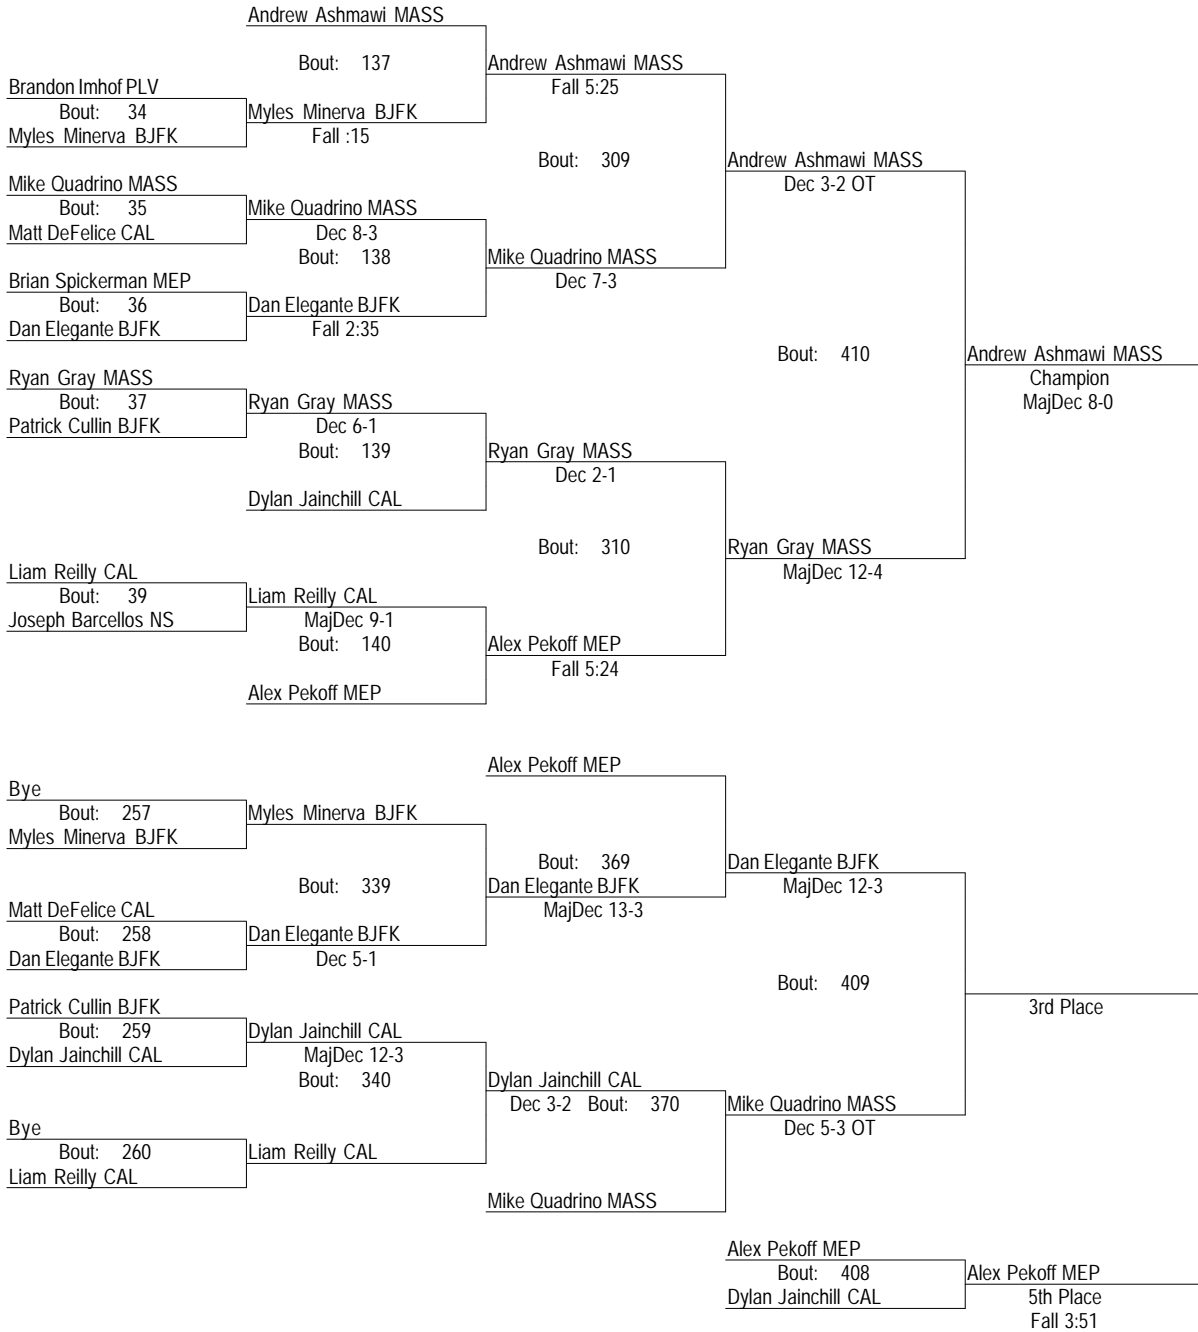 Andrew Ashmawi MASS
Bout: 137
Andrew Ashmawi MASS
Fall 5:25
Brandon Imhof PLV
Bout: 34
Myles Minerva BJFK
Myles Minerva BJFK
Fall :15
Bout: 309
Andrew Ashmawi MASS
Dec 3-2 OT
Mike Quadrino MASS
Bout: 35
Matt DeFelice CAL
Mike Quadrino MASS
Dec 8-3
Bout: 138
Mike Quadrino MASS
Dec 7-3
Brian Spickerman MEP
Bout: 36
Dan Elegante BJFK
Dan Elegante BJFK
Fall 2:35
Bout: 410
Andrew Ashmawi MASS
Champion
MajDec 8-0
Ryan Gray MASS
Bout: 37
Patrick Cullin BJFK
Ryan Gray MASS
Dec 6-1
Bout: 139
Ryan Gray MASS
Dec 2-1
Dylan Jainchill CAL
Bout: 310
Ryan Gray MASS
MajDec 12-4
Liam Reilly CAL
Bout: 39
Joseph Barcellos NS
Liam Reilly CAL
MajDec 9-1
Bout: 140
Alex Pekoff MEP
Fall 5:24
Alex Pekoff MEP
Alex Pekoff MEP
Bye
Bout: 257
Myles Minerva BJFK
Myles Minerva BJFK
Bout: 369
Dan Elegante BJFK
MajDec 12-3
Bout: 339
Dan Elegante BJFK
MajDec 13-3
Matt DeFelice CAL
Bout: 258
Dan Elegante BJFK
Dan Elegante BJFK
Dec 5-1
Bout: 409
3rd Place
Patrick Cullin BJFK
Bout: 259
Dylan Jainchill CAL
Dylan Jainchill CAL
MajDec 12-3
Bout: 340
Dylan Jainchill CAL
Dec 3-2 Bout: 370
Mike Quadrino MASS
Dec 5-3 OT
Bye
Bout: 260
Liam Reilly CAL
Liam Reilly CAL
Mike Quadrino MASS
Alex Pekoff MEP
Bout: 408
Dylan Jainchill CAL
Alex Pekoff MEP
5th Place
Fall 3:51